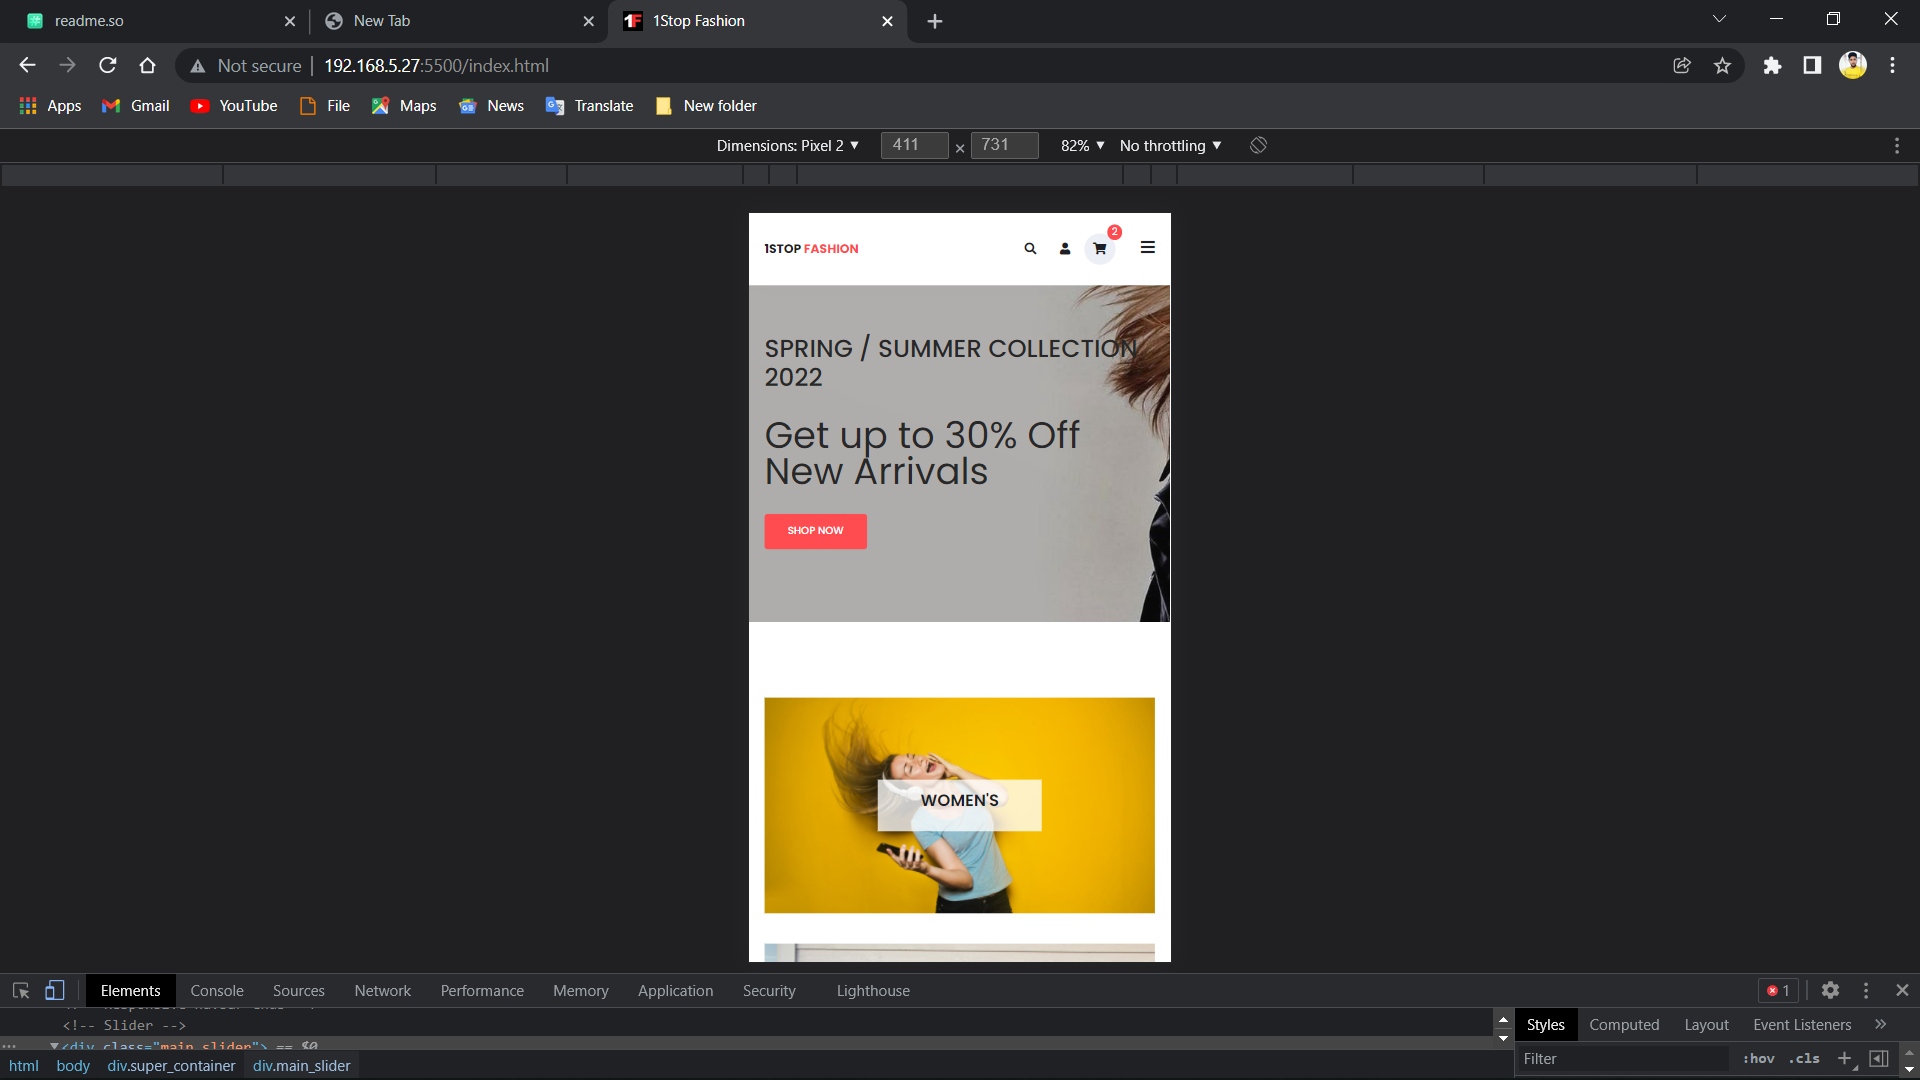 readme.so
New Tab
1F 1Stop Fashion
Not secure 192.168.5.27:5500/index.html
Apps Gmail YouTube File Maps News Translate New folder
Dimensions: Pixel 2 411 × 731 82% No throttling
1STOP FASHION 2
SPRING / SUMMER COLLECTION
2022
Get up to 30% Off
New Arrivals
SHOP NOW
WOMEN'S
Elements Console Sources Network Performance Memory Application Security Lighthouse 1
<!-- Slider -->
<div class="main_slider"> == $0
html body div.super_container div.main_slider
Styles Computed Layout Event Listeners
Filter :hov .cls